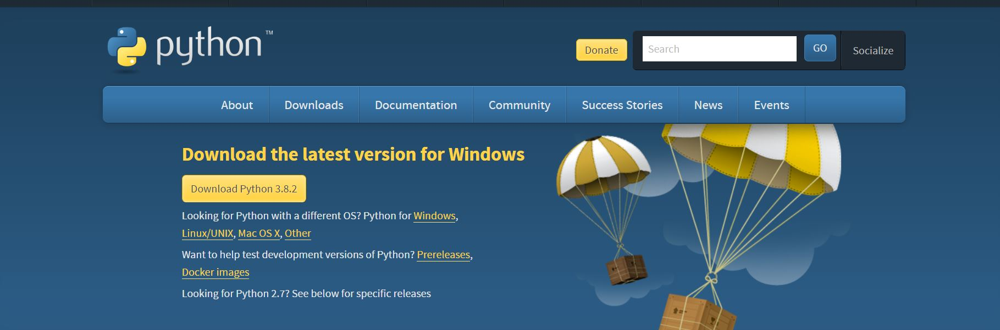 python™
Donate
Search
GO
Socialize
About
Downloads
Documentation
Community
Success Stories
News
Events
Download the latest version for Windows
Download Python 3.8.2
Looking for Python with a different OS? Python for Windows,
Linux/UNIX, Mac OS X, Other
Want to help test development versions of Python? Prereleases,
Docker images
Looking for Python 2.7? See below for specific releases